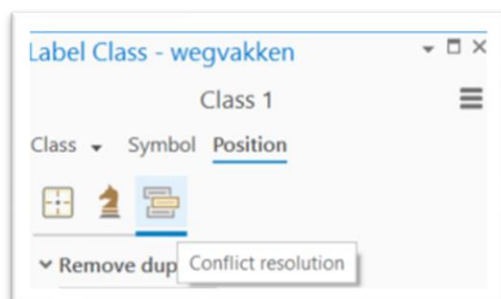 Label Class - wegvakken
Class 1
Class Symbol Position
Remove dup
Conflict resolution